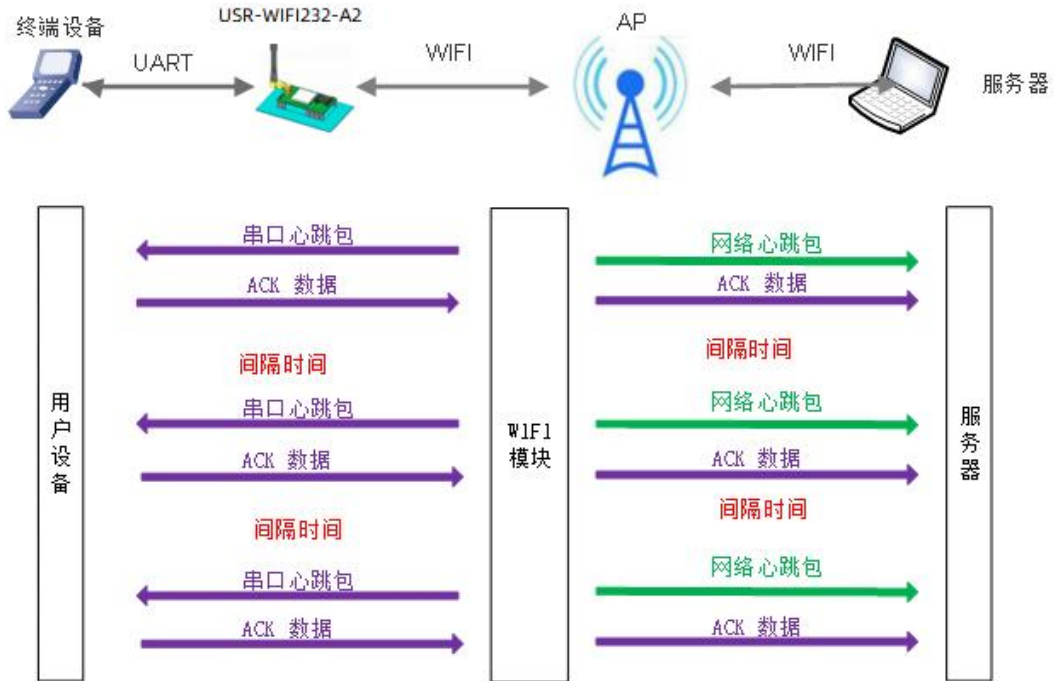 终端设备
USR-WIFI232-A2
AP
UART
WIFI
WIFI
服务器
串口心跳包
网络心跳包
ACK 数据
ACK 数据
间隔时间
间隔时间
串口心跳包
网络心跳包
用户设备
WIFI
模块
服务器
ACK 数据
ACK 数据
间隔时间
间隔时间
串口心跳包
网络心跳包
ACK 数据
ACK 数据